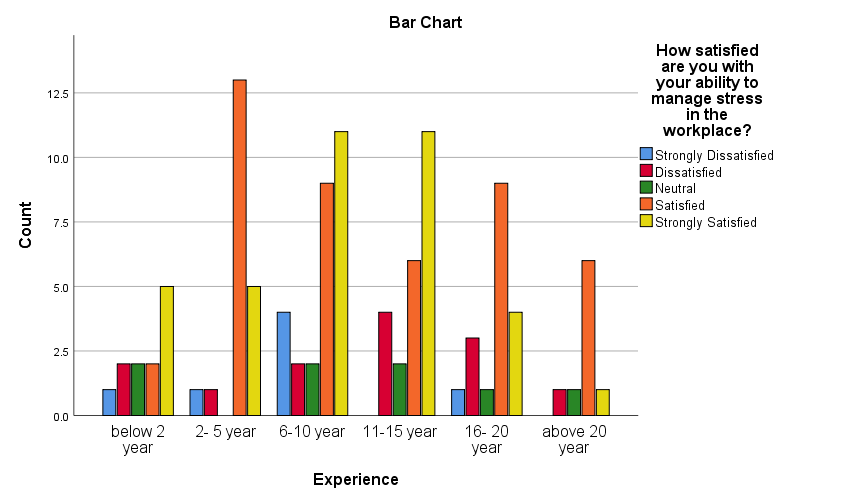 Bar Chart
How satisfied
are you with
your ability to
manage stress
in the
workplace?
Strongly Dissatisfied
Dissatisfied
Neutral
Satisfied
Strongly Satisfied
Count
12.5
10.0
7.5
5.0
2.5
0.0
below 2
year
2- 5 year
6-10 year
11-15 year
16- 20
year
above 20
year
Experience